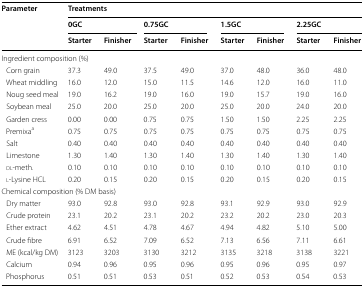 Parameter Treatments
0GC 0.75GC 1.5GC 2.25GC
Starter Finisher Starter Finisher Starter Finisher Starter Finisher
Ingredient composition (%)
Corn grain 37.3 49.0 37.5 49.0 37.0 48.0 36.0 48.0
Wheat middling 16.0 12.0 15.0 11.5 14.6 12.0 16.0 11.0
Noug seed meal 19.0 16.2 19.0 16.0 19.0 15.7 19.0 16.0
Soybean meal 25.0 20.0 25.0 20.0 25.0 20.0 24.0 20.0
Garden cress 0.00 0.00 0.75 0.75 1.50 1.50 2.25 2.25
Premixa 0.75 0.75 0.75 0.75 0.75 0.75 0.75 0.75
Salt 0.40 0.40 0.40 0.40 0.40 0.40 0.40 0.40
Limestone 1.30 1.40 1.30 1.40 1.30 1.40 1.30 1.40
DL-meth. 0.10 0.10 0.10 0.10 0.10 0.10 0.10 0.10
L-Lysine HCL 0.20 0.15 0.20 0.15 0.20 0.15 0.20 0.15
Chemical composition (% DM basis)
Dry matter 93.0 92.8 93.0 92.8 93.1 92.9 93.0 92.9
Crude protein 23.1 20.2 23.1 20.2 23.2 20.2 23.0 20.3
Ether extract 4.62 4.51 4.78 4.67 4.94 4.82 5.10 5.00
Crude fibre 6.91 6.52 7.09 6.52 7.13 6.56 7.11 6.61
ME (kcal/kg DM) 3123 3203 3130 3212 3135 3218 3138 3221
Calcium 0.94 0.96 0.95 0.96 0.95 0.96 0.95 0.97
Phosphorus 0.51 0.51 0.53 0.51 0.52 0.53 0.54 0.53